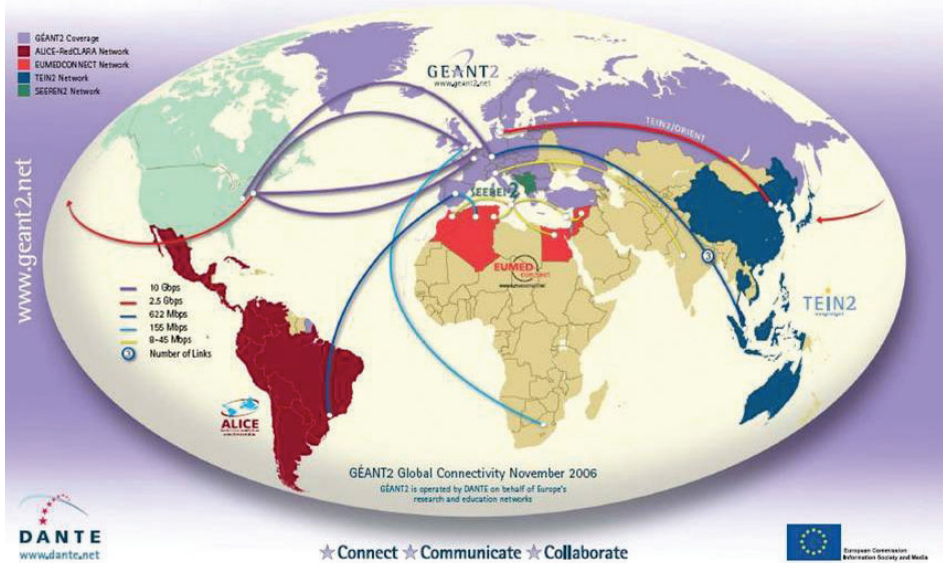 GÉANT2 Coverage
ALICE-RedCLARA Network
EUMEDCONNECT Network
TEIN2 Network
SEEREN2 Network
GEANT2
www.geant2.net
TEIN2/ORIENT
www.geant2.net
SEEREN2
EUMED
connect
10 Gbps
2.5 Gbps
622 Mbps
155 Mbps
8-45 Mbps
3 Number of Links
3
TEIN2
ALICE
GÉANT2 Global Connectivity November 2006
GÉANT2 is operated by DANTE on behalf of Europe's
research and education networks
DANTE
www.dante.net
Connect Communicate Collaborate
European Commission
Information Society and Media